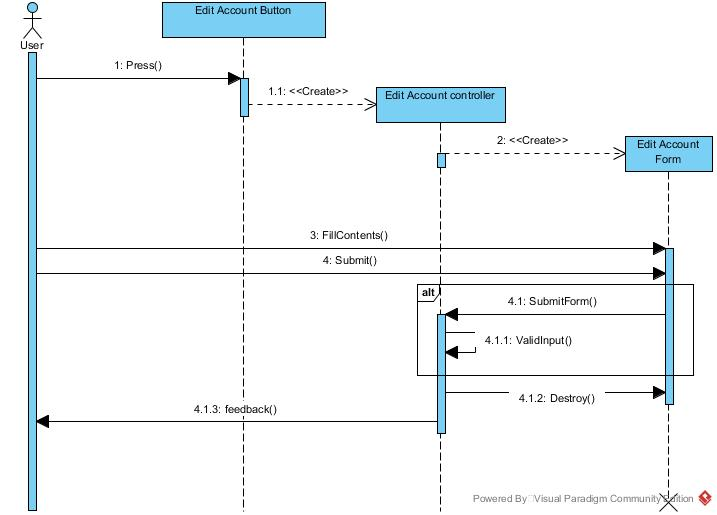 Edit Account Button
User
1: Press()
1.1: <<Create>>
Edit Account controller
2: <<Create>>
Edit Account
Form
3: FillContents()
4: Submit()
alt
4.1: SubmitForm()
4.1.1: ValidInput()
4.1.2: Destroy()
4.1.3: feedback()
Powered By Visual Paradigm Community Edition